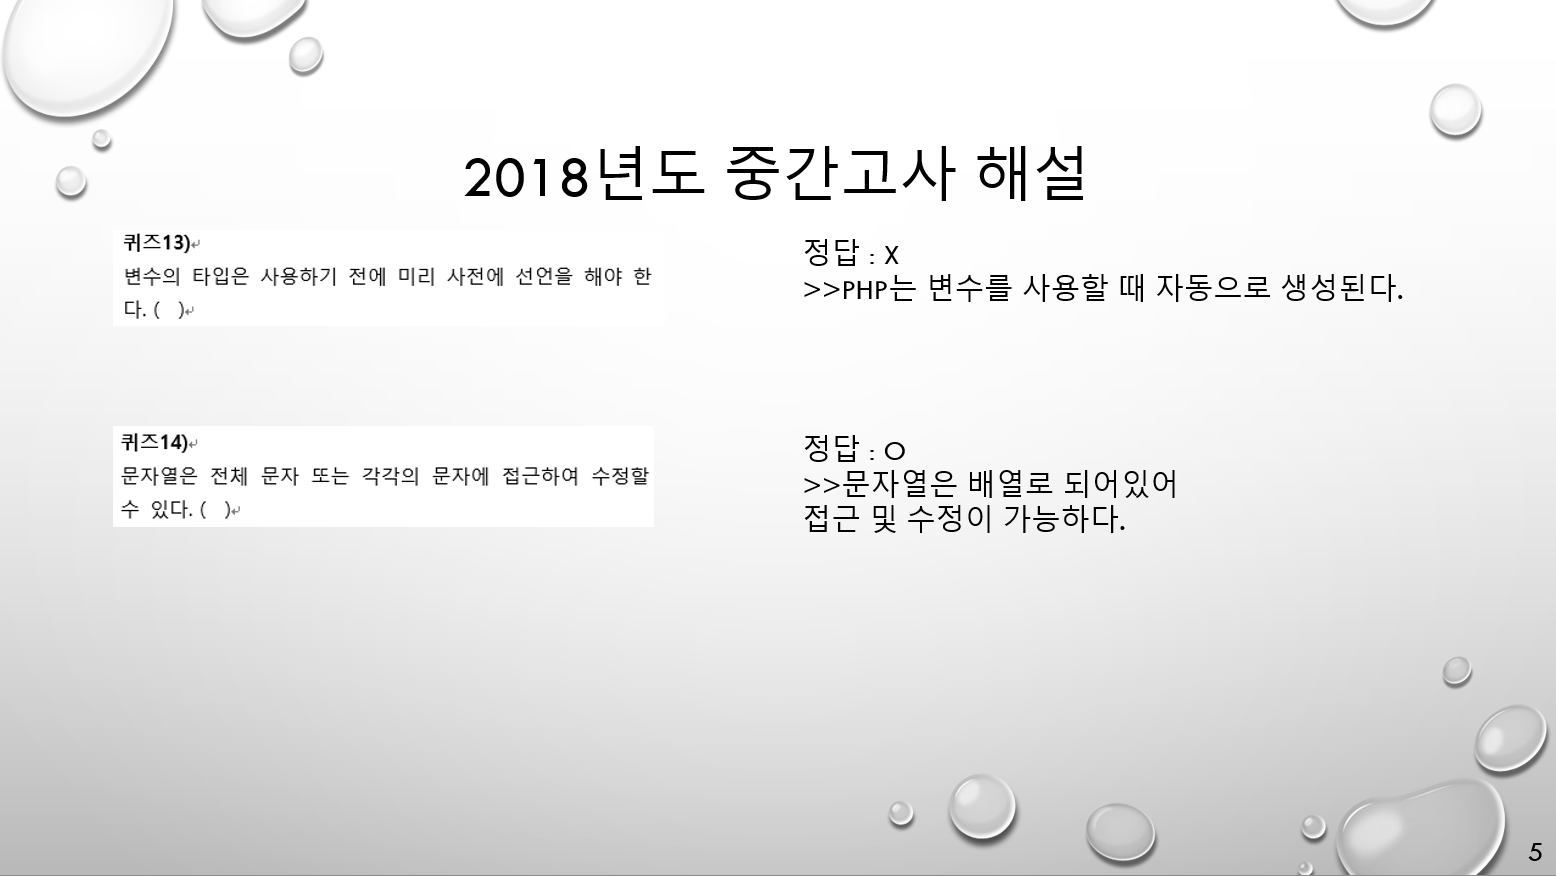 2018년도 중간고사 해설
퀴즈13)↵
변수의 타입은 사용하기 전에 미리 사전에 선언을 해야 한
다. (   )↵
정답 : X
>>PHP는 변수를 사용할 때 자동으로 생성된다.
퀴즈14)↵
문자열은 전체 문자 또는 각각의 문자에 접근하여 수정할
수 있다. (   )↵
정답 : O
>>문자열은 배열로 되어있어
접근 및 수정이 가능하다.
5